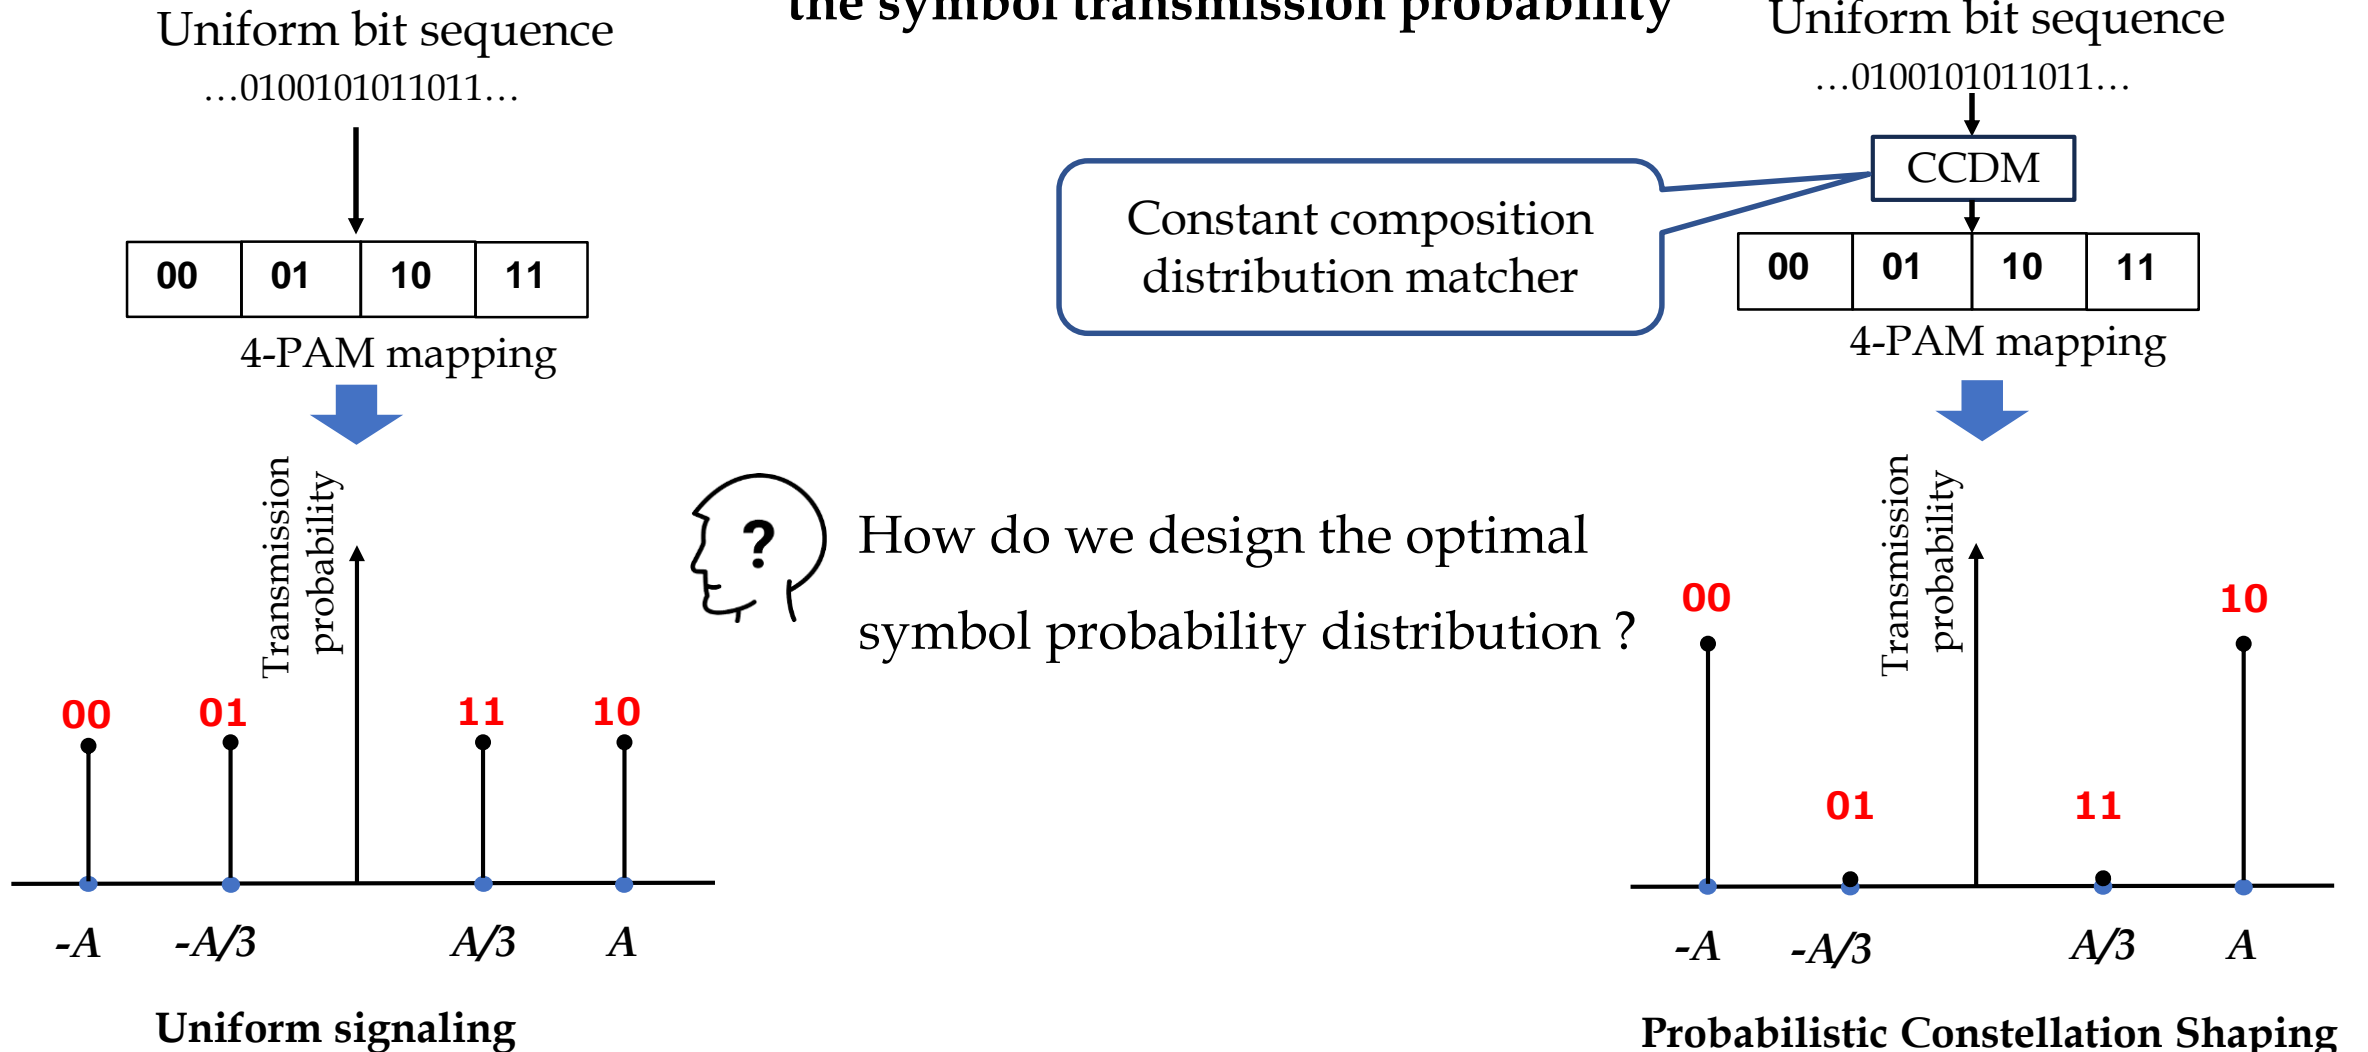 the symbol transmission probability
Uniform bit sequence
…0100101011011…
00 01 10 11
4-PAM mapping
Transmission
probability
00 01 11 10
-A -A/3 A/3 A
Uniform signaling
?
How do we design the optimal
symbol probability distribution ?
Uniform bit sequence
…0100101011011…
CCDM
Constant composition
distribution matcher
00 01 10 11
4-PAM mapping
Transmission
probability
00 01 11 10
-A -A/3 A/3 A
Probabilistic Constellation Shaping